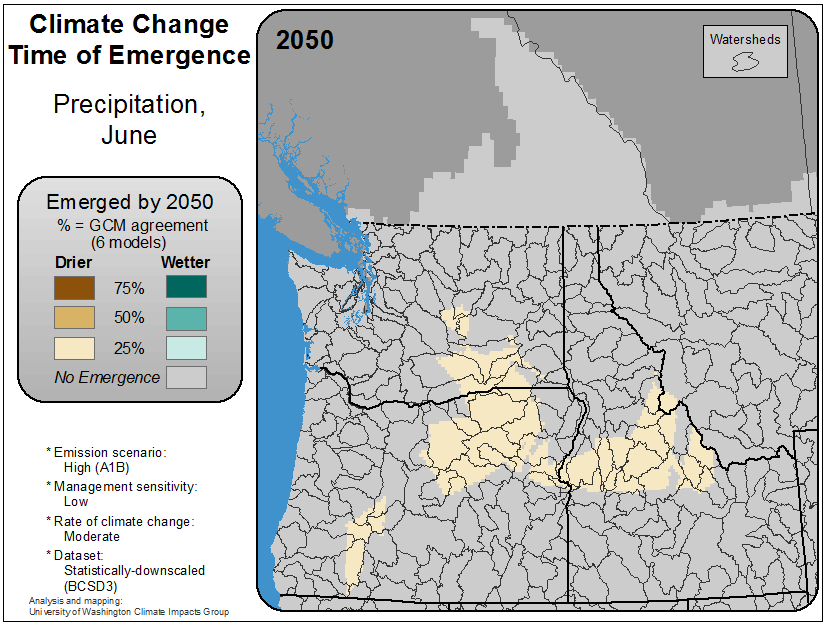 Climate Change
Time of Emergence
Precipitation,
June
Emerged by 2050
% = GCM agreement
(6 models)
Drier Wetter
75%
50%
25%
No Emergence
* Emission scenario:
High (A1B)
* Management sensitivity:
Low
* Rate of climate change:
Moderate
* Dataset:
Statistically-downscaled
(BCSD3)
Analysis and mapping:
University of Washington Climate Impacts Group
2050
Watersheds